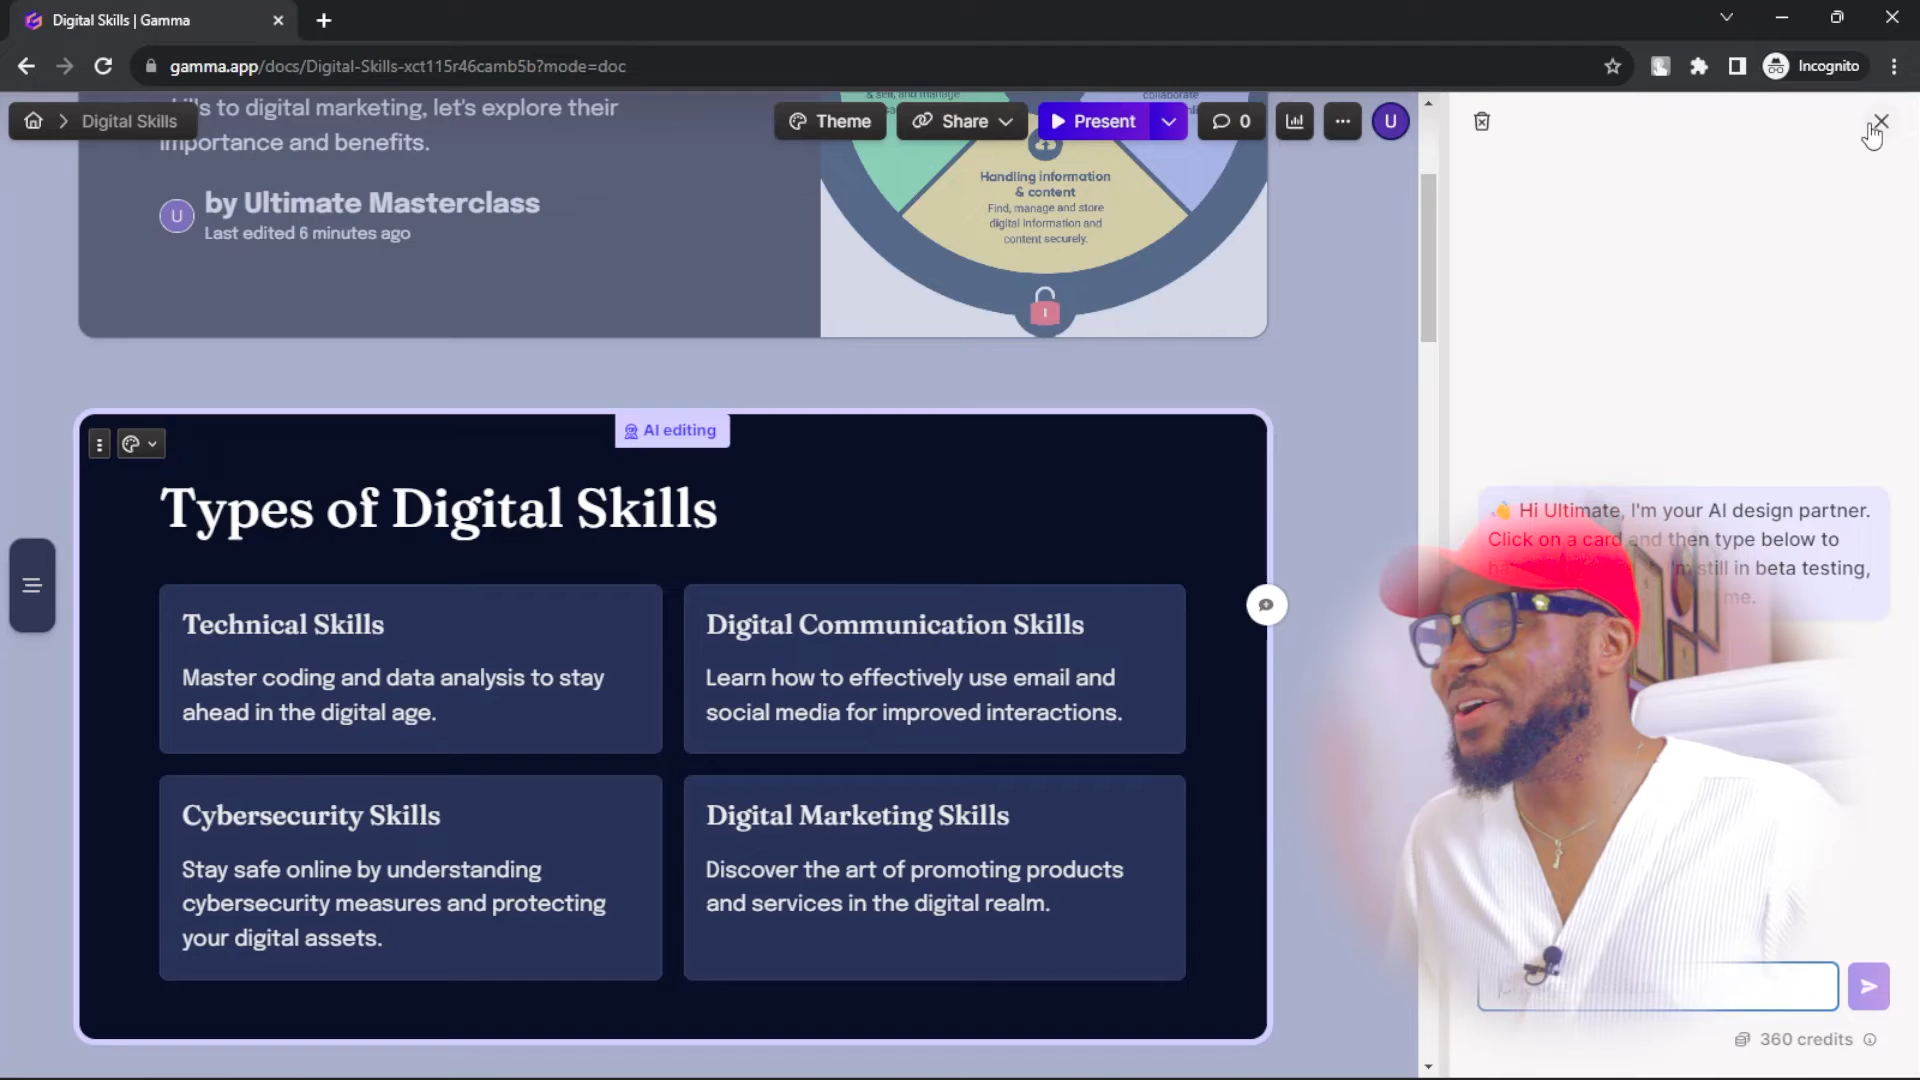 Digital Skills | Gamma
gamma.app/docs/Digital-Skills-xct115r46camb5b?mode=doc
Incognito
skills to digital marketing, let's explore their
importance and benefits.
Digital Skills
Theme
Share
Present
0
U
U
by Ultimate Masterclass
Last edited 6 minutes ago
& sell, and manage
collaborate
Handling information
& content
Find, manage and store
digital information and
content securely.
AI editing
Types of Digital Skills
Technical Skills
Master coding and data analysis to stay
ahead in the digital age.
Digital Communication Skills
Learn how to effectively use email and
social media for improved interactions.
Cybersecurity Skills
Stay safe online by understanding
cybersecurity measures and protecting
your digital assets.
Digital Marketing Skills
Discover the art of promoting products
and services in the digital realm.
👋 Hi Ultimate, I'm your AI design partner.
Click on a card and then type below to
I'm still in beta testing,
me.
360 credits